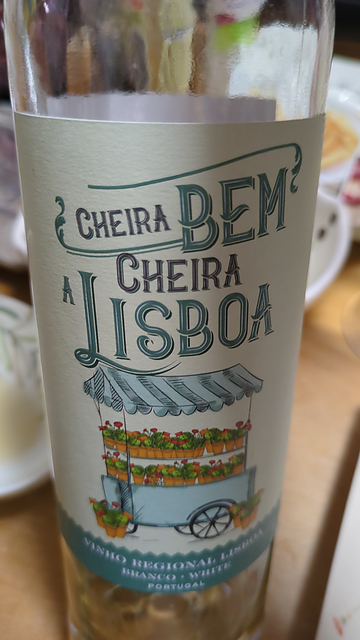 CHEIRA BEM
CHEIRA
A LISBOA
VINHO REGIONAL LISBOA
BRANCO · WHITE
PORTUGAL